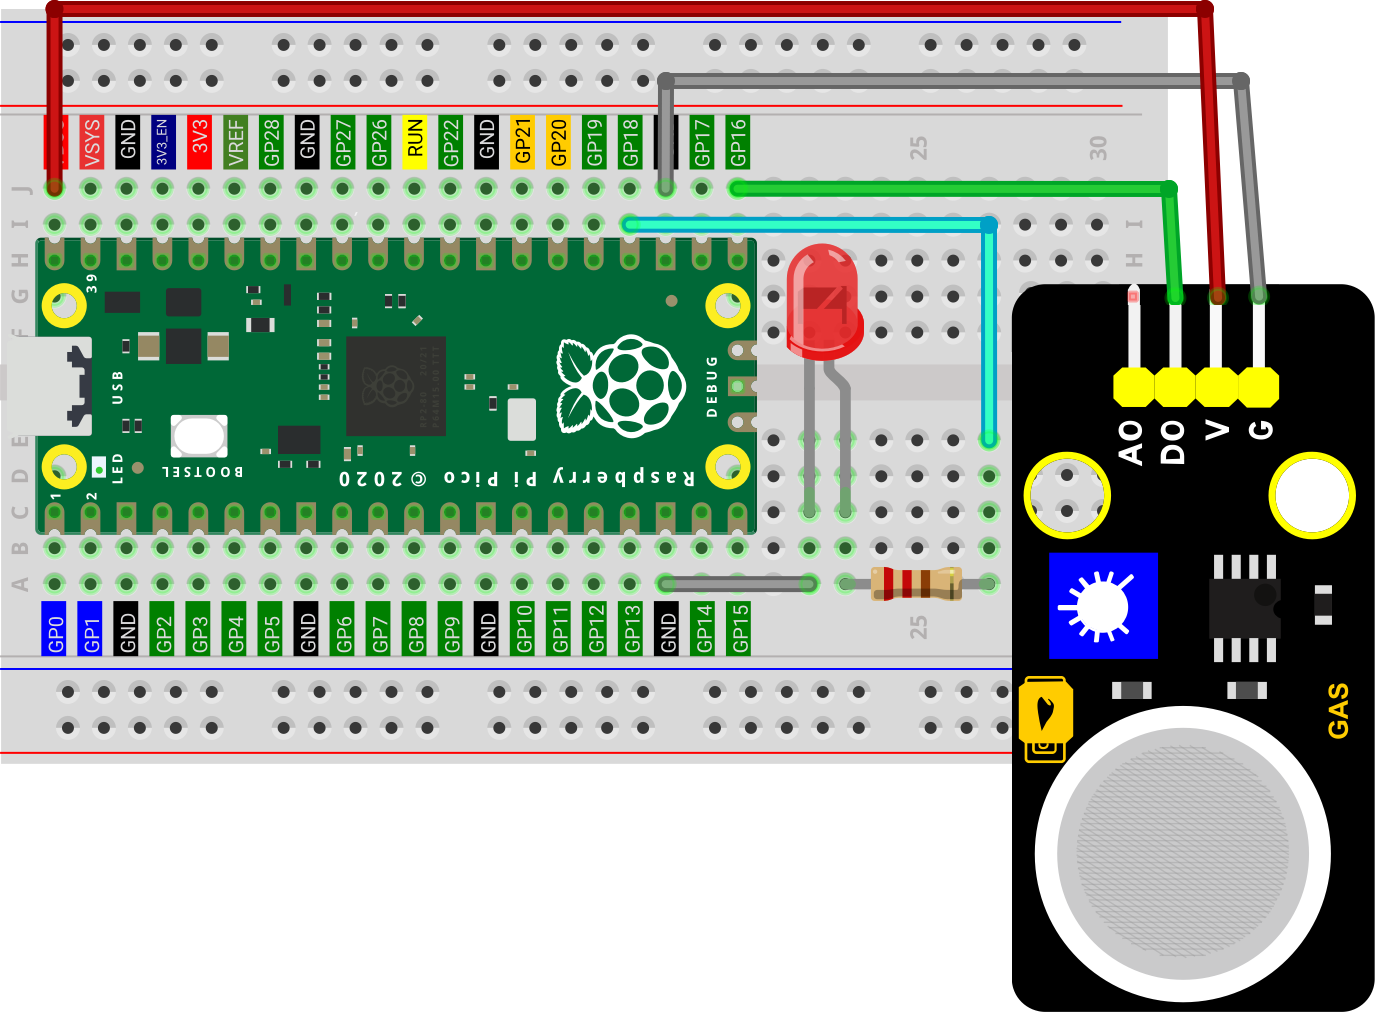 VSYS
GND
3V3_EN
3V3
VREF
GP28
GND
GP27
GP26
RUN
GP22
GND
GP21
GP20
GP19
GP18
GP17
GP16
25
30
J
I
I
H
H
G
F
E
D
C
B
A
39
USB
DEBUG
LED
BOOTSEL
Raspberry Pi Pico © 2020
1
2
GP0
GP1
GND
GP2
GP3
GP4
GP5
GND
GP6
GP7
GP8
GP9
GND
GP10
GP11
GP12
GP13
GND
GP14
GP15
25
AO
DO
V
G
GAS